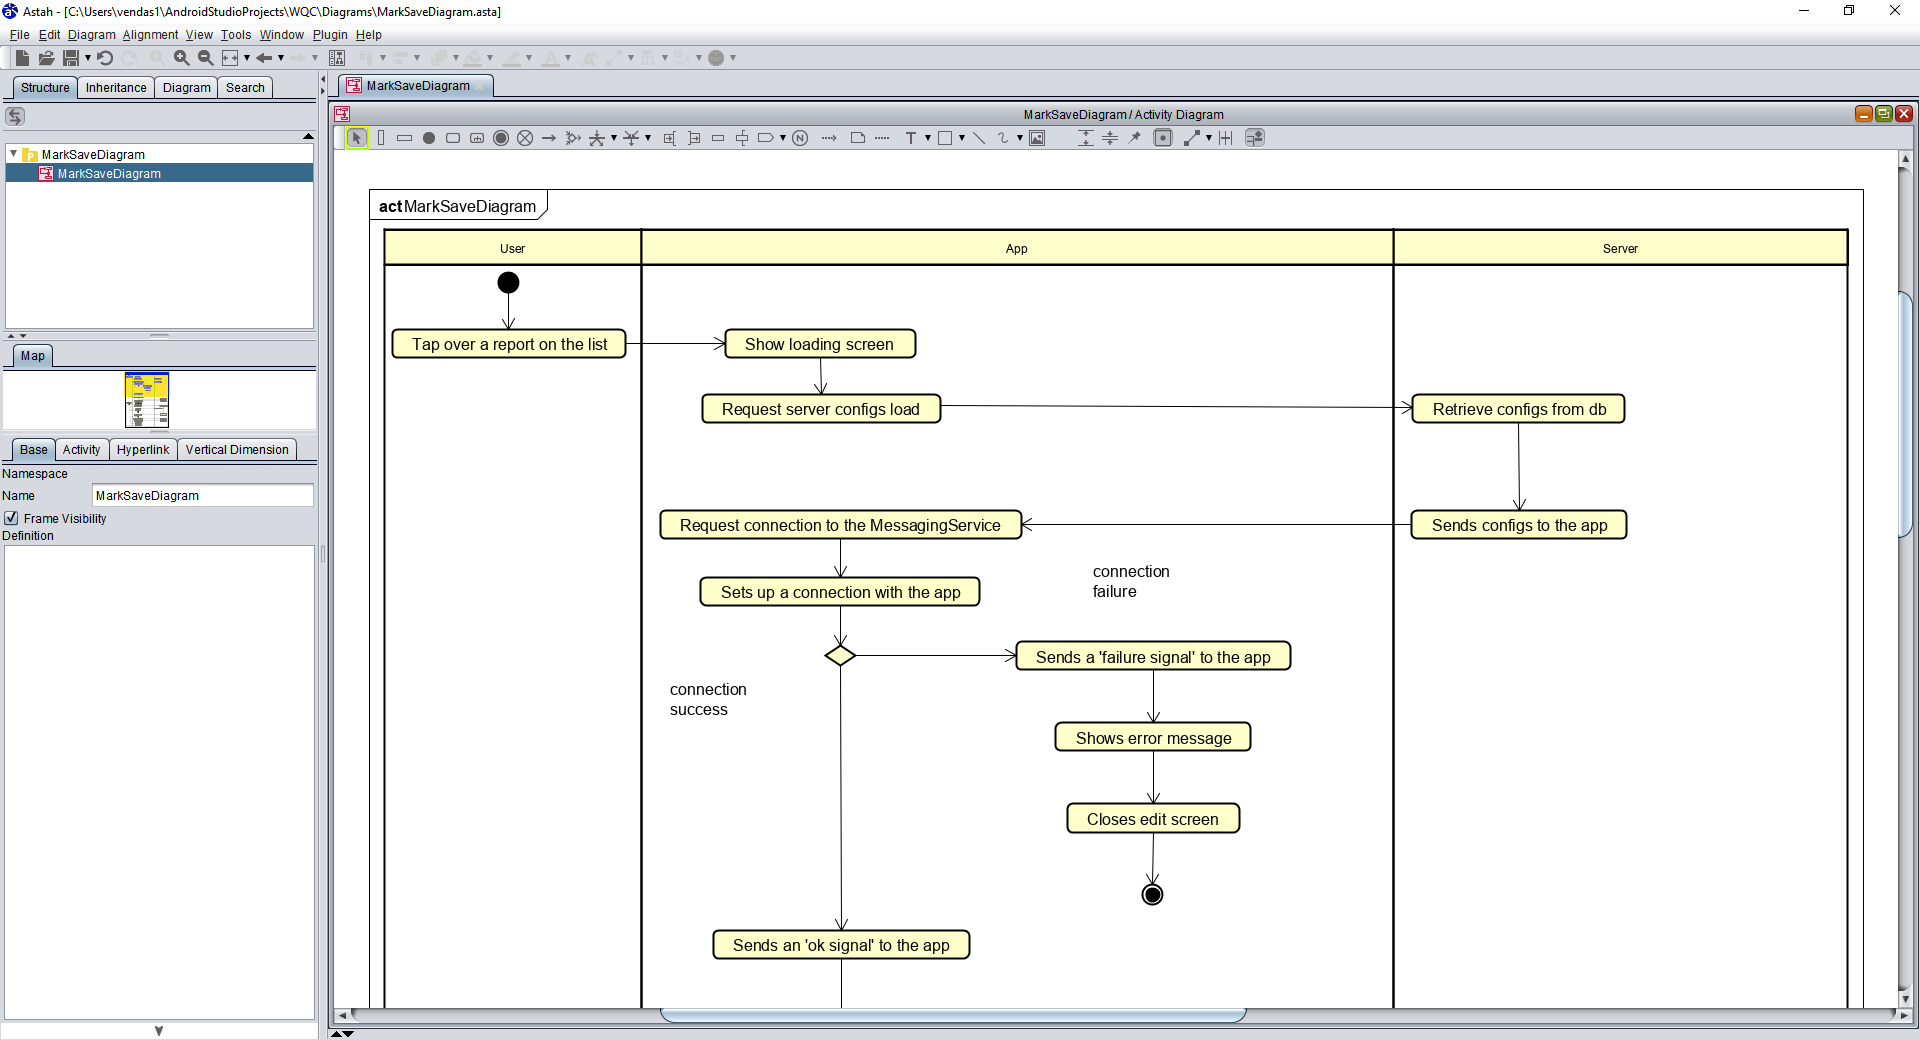 Astah - [C:\Users\vendas1\AndroidStudioProjects\WQC\Diagrams\MarkSaveDiagram.asta]
File Edit Diagram Alignment View Tools Window Plugin Help
Structure Inheritance Diagram Search
MarkSaveDiagram
MarkSaveDiagram
Map
Base Activity Hyperlink Vertical Dimension
Namespace
Name MarkSaveDiagram
Frame Visibility
Definition
MarkSaveDiagram
MarkSaveDiagram / Activity Diagram
act MarkSaveDiagram
User App Server
Tap over a report on the list
Show loading screen
Request server configs load
Retrieve configs from db
Request connection to the MessagingService
Sends configs to the app
connection
failure
Sets up a connection with the app
Sends a 'failure signal' to the app
connection
success
Shows error message
Closes edit screen
Sends an 'ok signal' to the app